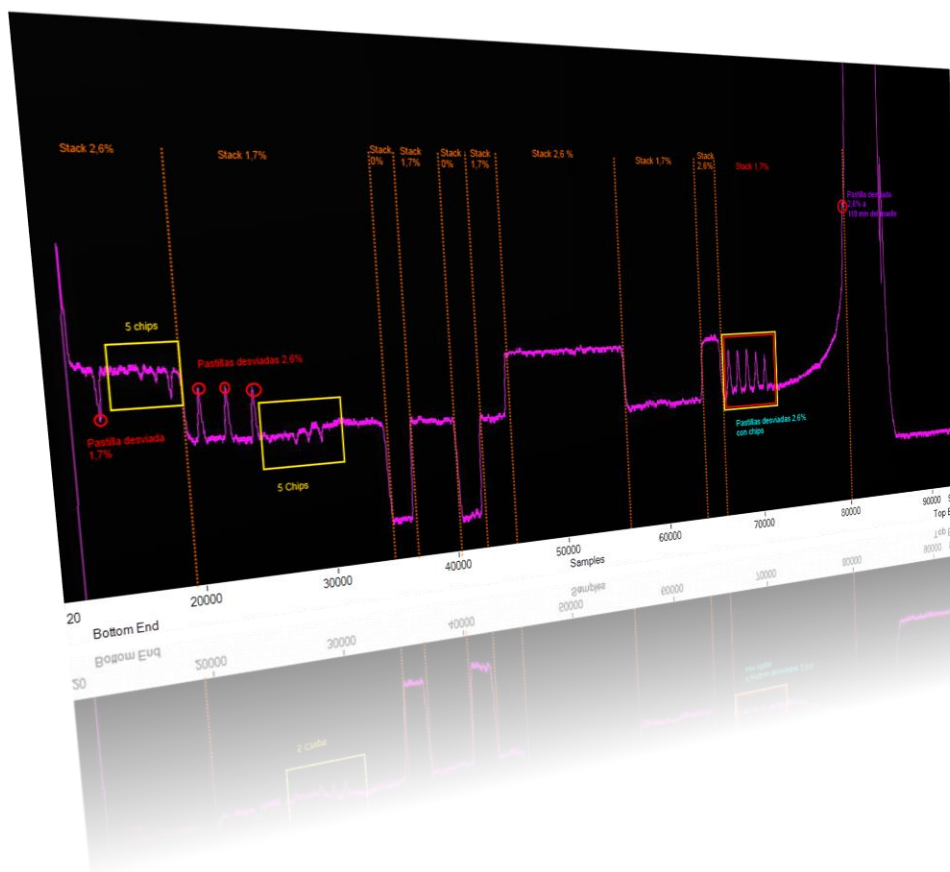 Stack 2,6%
Stack 1,7%
Stack
0%
Stack
1,7%
Stack
0%
Stack
1,7%
Stack 2,6 %
Stack 1,7%
Stack
2,6%
Stack 1,7%
Pastilla desviada
2,6% a
5 chips
Pastillas desviadas 2.6%
Pastilla desviada
1,7%
5 Chips
Pastillas desviadas 2.6%
con chips
20
20000
30000
40000
50000
60000
70000
80000
90000
Bottom End
Samples
Top E